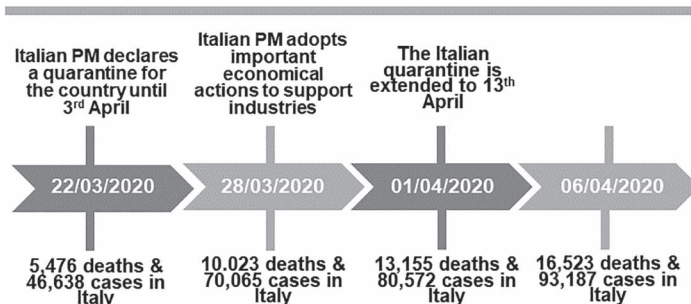 Italian PM declares
a quarantine for
the country until
3rd April
Italian PM adopts
important
economical
actions to support
industries
The Italian
quarantine is
extended to 13th
April
22/03/2020
28/03/2020
01/04/2020
06/04/2020
5,476 deaths &
46,638 cases in
Italy
10.023 deaths &
70,065 cases in
Italy
13,155 deaths &
80,572 cases in
Italy
16,523 deaths &
93,187 cases in
Italy